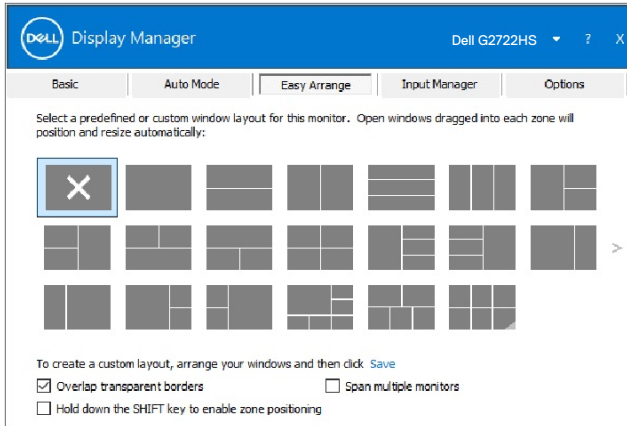 DELL Display Manager
Dell G2722HS ? X
Basic Auto Mode Easy Arrange Input Manager Options
Select a predefined or custom window layout for this monitor. Open windows dragged into each zone will
position and resize automatically:
>
To create a custom layout, arrange your windows and then click Save
Overlap transparent borders Span multiple monitors
Hold down the SHIFT key to enable zone positioning